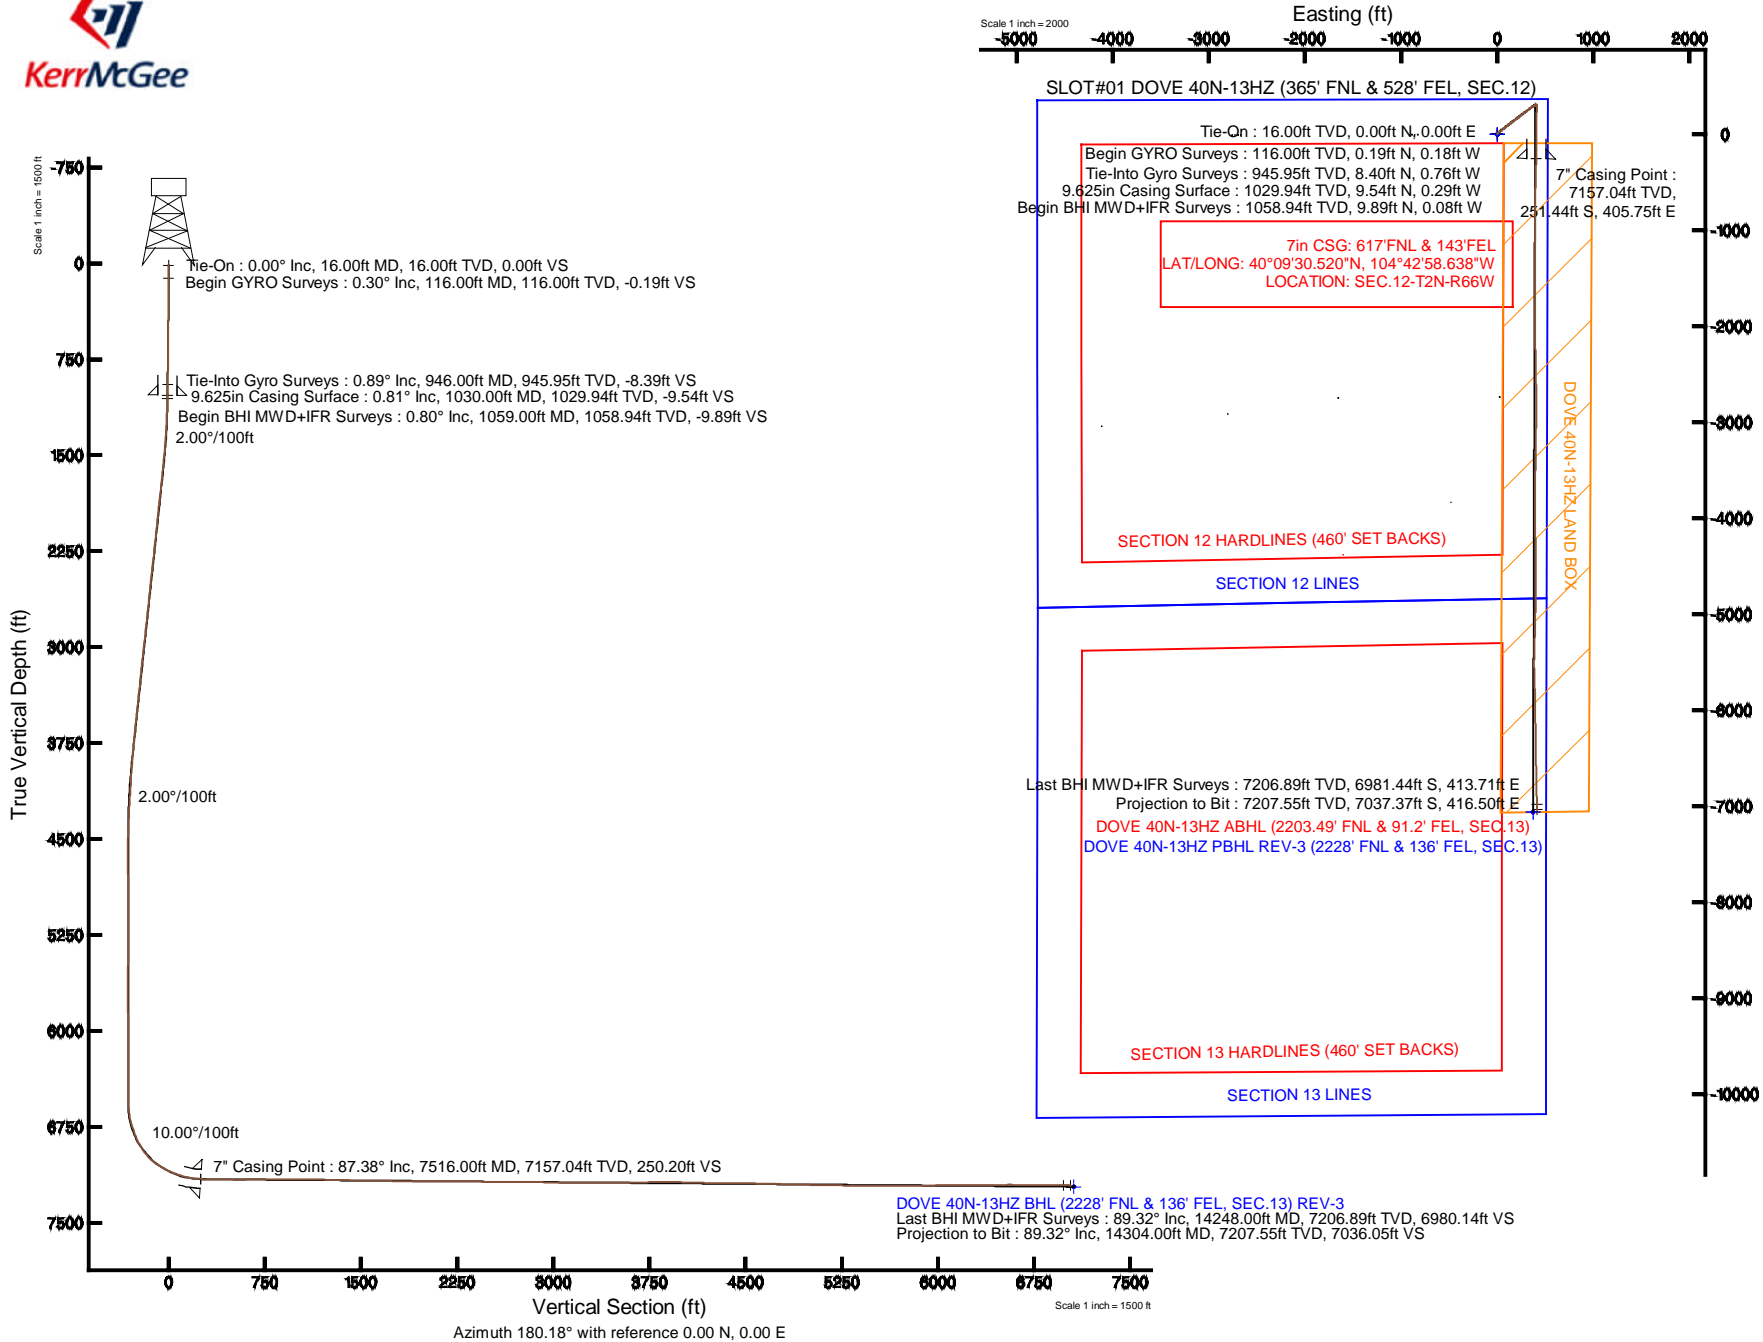 KerrMcGee
Scale 1 inch = 1500 ft
-750
0
750
1500
2250
3000
3750
4500
5250
6000
6750
7500
True Vertical Depth (ft)
Tie-On : 0.00° Inc, 16.00ft MD, 16.00ft TVD, 0.00ft VS
Begin GYRO Surveys : 0.30° Inc, 116.00ft MD, 116.00ft TVD, -0.19ft VS
Tie-Into Gyro Surveys : 0.89° Inc, 946.00ft MD, 945.95ft TVD, -8.39ft VS
9.625in Casing Surface : 0.81° Inc, 1030.00ft MD, 1029.94ft TVD, -9.54ft VS
Begin BHI MWD+IFR Surveys : 0.80° Inc, 1059.00ft MD, 1058.94ft TVD, -9.89ft VS
2.00°/100ft
2.00°/100ft
10.00°/100ft
7" Casing Point : 87.38° Inc, 7516.00ft MD, 7157.04ft TVD, 250.20ft VS
DOVE 40N-13HZ BHL (2228' FNL & 136' FEL, SEC.13) REV-3
Last BHI MWD+IFR Surveys : 89.32° Inc, 14248.00ft MD, 7206.89ft TVD, 6980.14ft VS
Projection to Bit : 89.32° Inc, 14304.00ft MD, 7207.55ft TVD, 7036.05ft VS
0 750 1500 2250 3000 3750 4500 5250 6000 6750 7500
Vertical Section (ft)
Scale 1 inch = 1500 ft
Azimuth 180.18° with reference 0.00 N, 0.00 E
Easting (ft)
Scale 1 inch = 2000
-5000 -4000 -3000 -2000 -1000 0 1000 2000
SLOT#01 DOVE 40N-13HZ (365' FNL & 528' FEL, SEC.12)
Tie-On : 16.00ft TVD, 0.00ft N, 0.00ft E
Begin GYRO Surveys : 116.00ft TVD, 0.19ft N, 0.18ft W
Tie-Into Gyro Surveys : 945.95ft TVD, 8.40ft N, 0.76ft W
9.625in Casing Surface : 1029.94ft TVD, 9.54ft N, 0.29ft W
Begin BHI MWD+IFR Surveys : 1058.94ft TVD, 9.89ft N, 0.08ft W
7" Casing Point :
7157.04ft TVD,
251.44ft S, 405.75ft E
7in CSG: 617'FNL & 143'FEL
LAT/LONG: 40°09'30.520"N, 104°42'58.638"W
LOCATION: SEC.12-T2N-R66W
DOVE 40N-13HZ LAND BOX
SECTION 12 HARDLINES (460' SET BACKS)
SECTION 12 LINES
Last BHI MWD+IFR Surveys : 7206.89ft TVD, 6981.44ft S, 413.71ft E
Projection to Bit : 7207.55ft TVD, 7037.37ft S, 416.50ft E
DOVE 40N-13HZ ABHL (2203.49' FNL & 91.2' FEL, SEC.13)
DOVE 40N-13HZ PBHL REV-3 (2228' FNL & 136' FEL, SEC.13)
SECTION 13 HARDLINES (460' SET BACKS)
SECTION 13 LINES
0
-1000
-2000
-3000
-4000
-5000
-6000
-7000
-8000
-9000
-10000